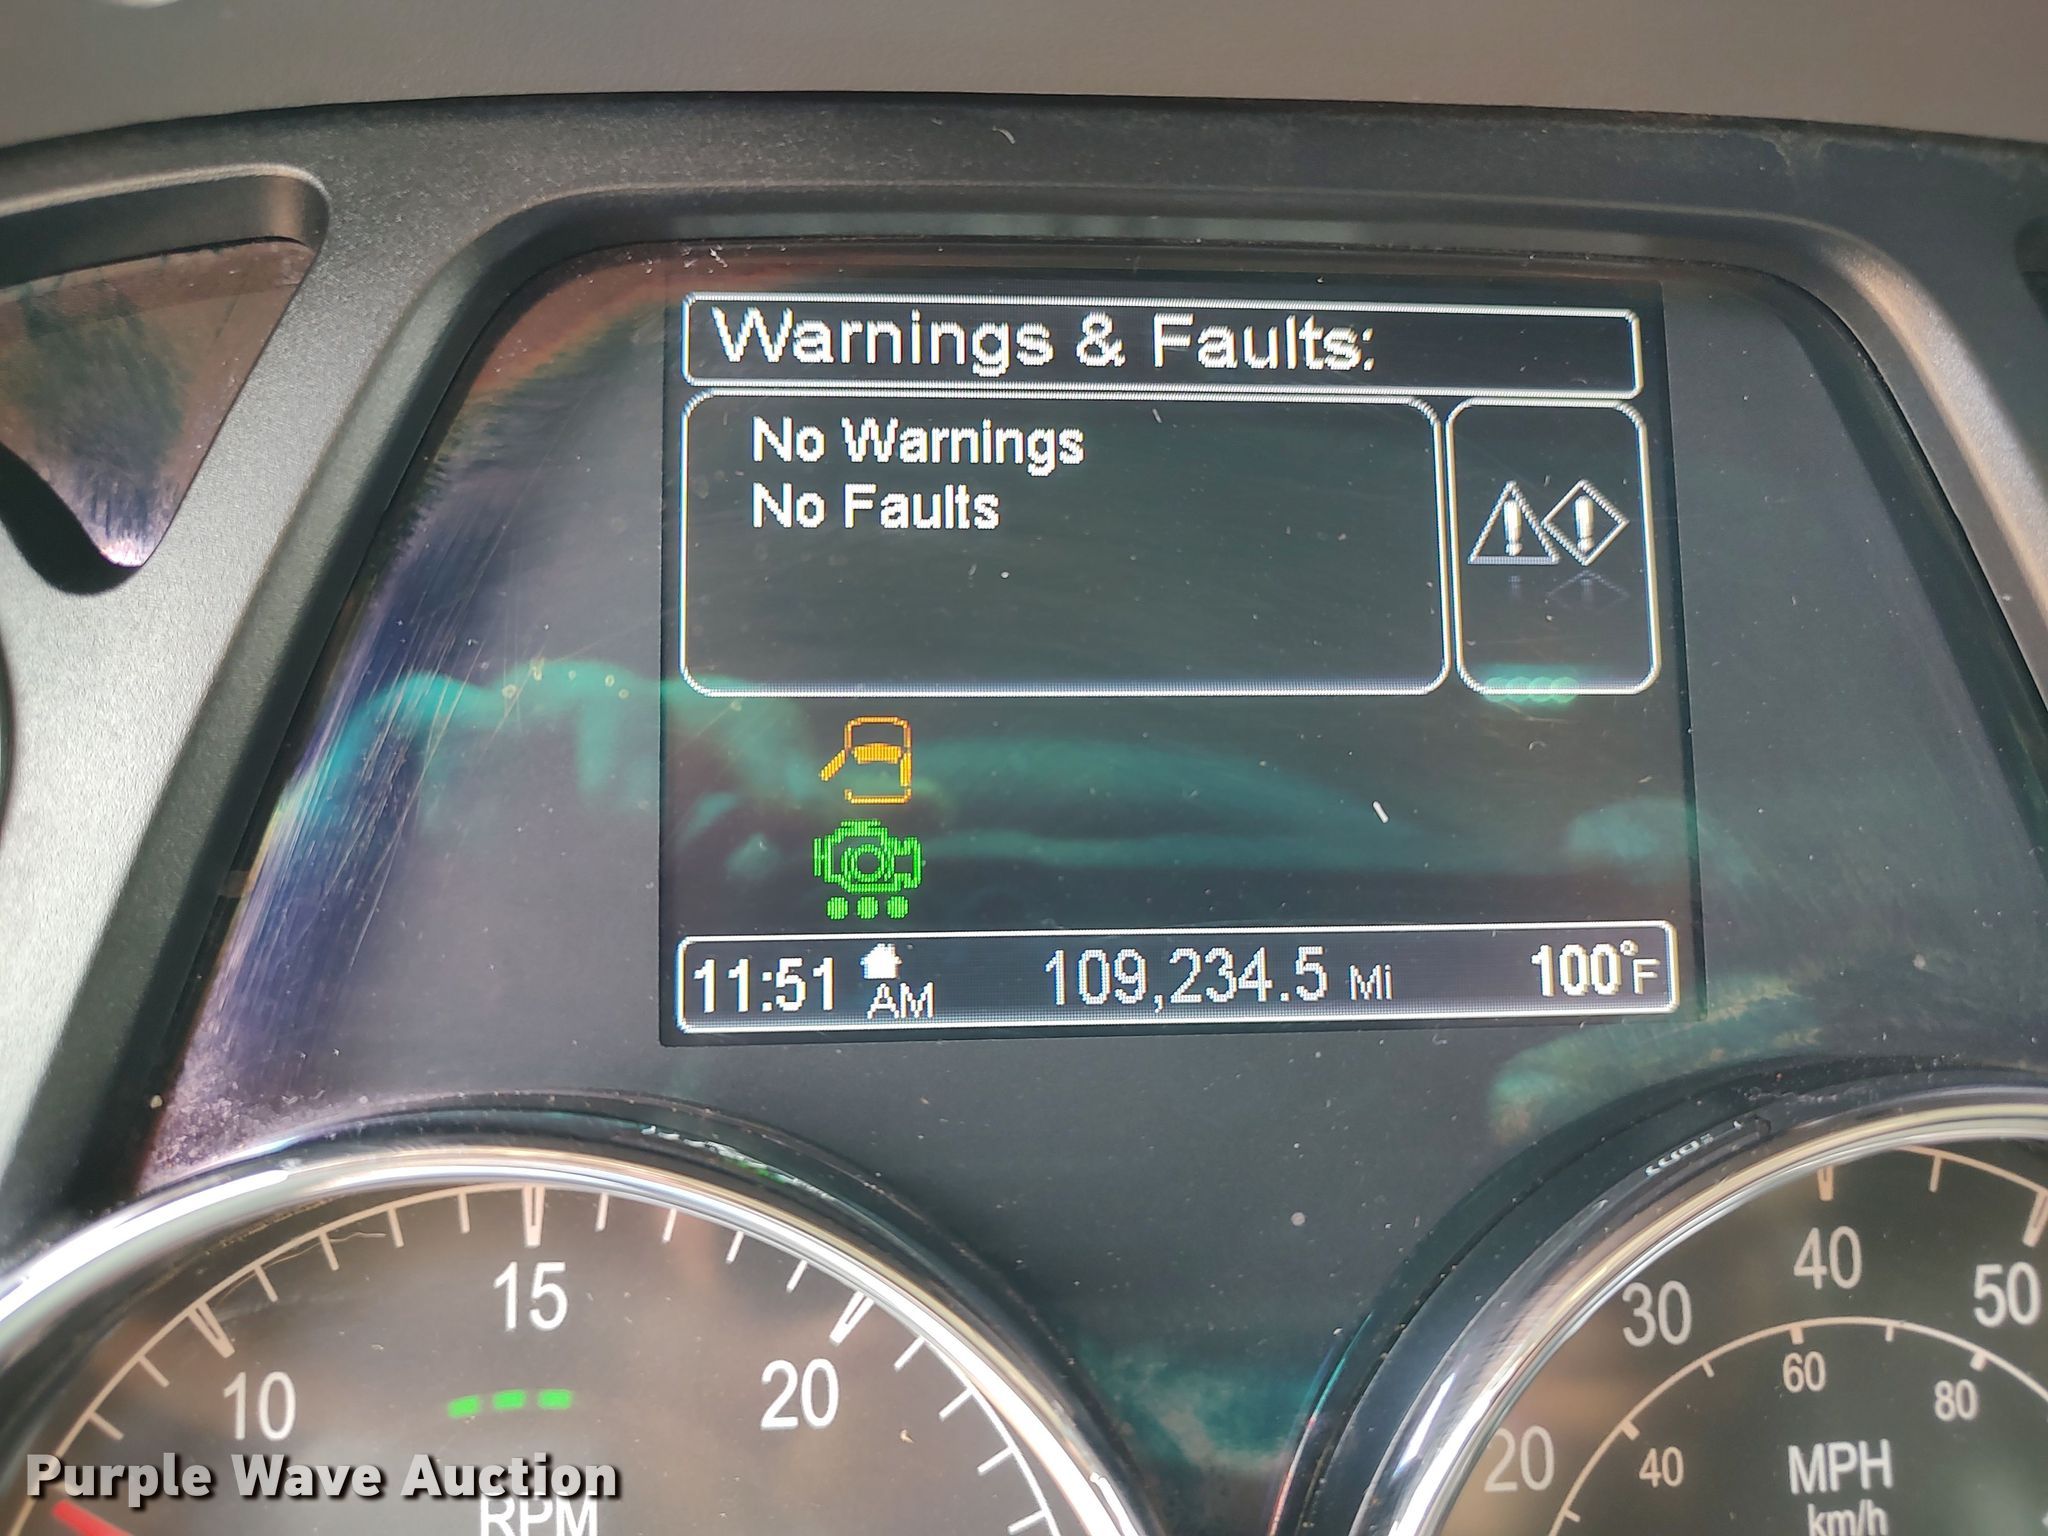 Warnings & Faults:
No Warnings
No Faults
11:51 AM 109,234.5 Mi 100°F
10 15 20
RPM
20 30 40 50
40 60 80
MPH
km/h
Purple Wave Auction